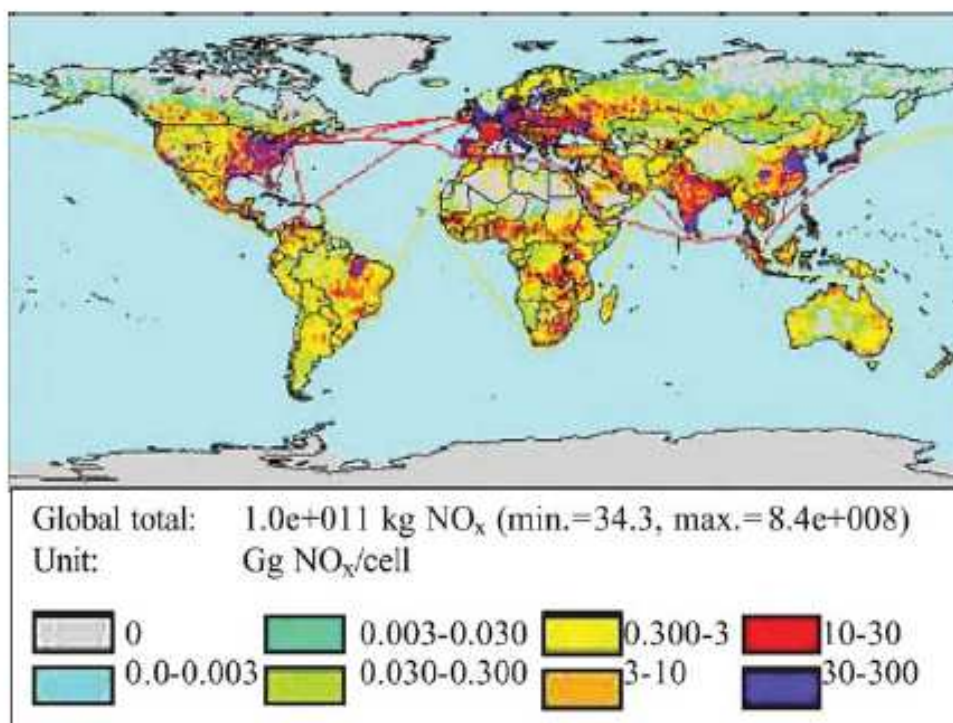 Global total: 1.0e+011 kg NOₓ (min.=34.3, max.=8.4e+008)
Unit: Gg NOₓ/cell
0 0.003-0.030 0.300-3 10-30
0.0-0.003 0.030-0.300 3-10 30-300